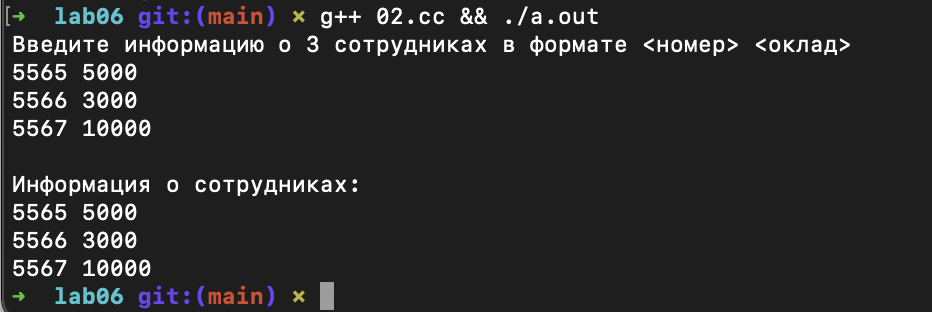 [➜  lab06 git:(main) ✗ g++ 02.cc && ./a.out
Введите информацию о 3 сотрудниках в формате <номер> <оклад>
5565 5000
5566 3000
5567 10000

Информация о сотрудниках:
5565 5000
5566 3000
5567 10000
➜  lab06 git:(main) ✗